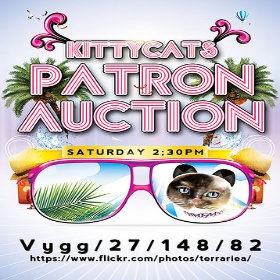 KITTYCATS
PATRON
AUCTION
SATURDAY 2:30PM
Vygg/27/148/82
https://www.flickr.com/photos/terrariea/